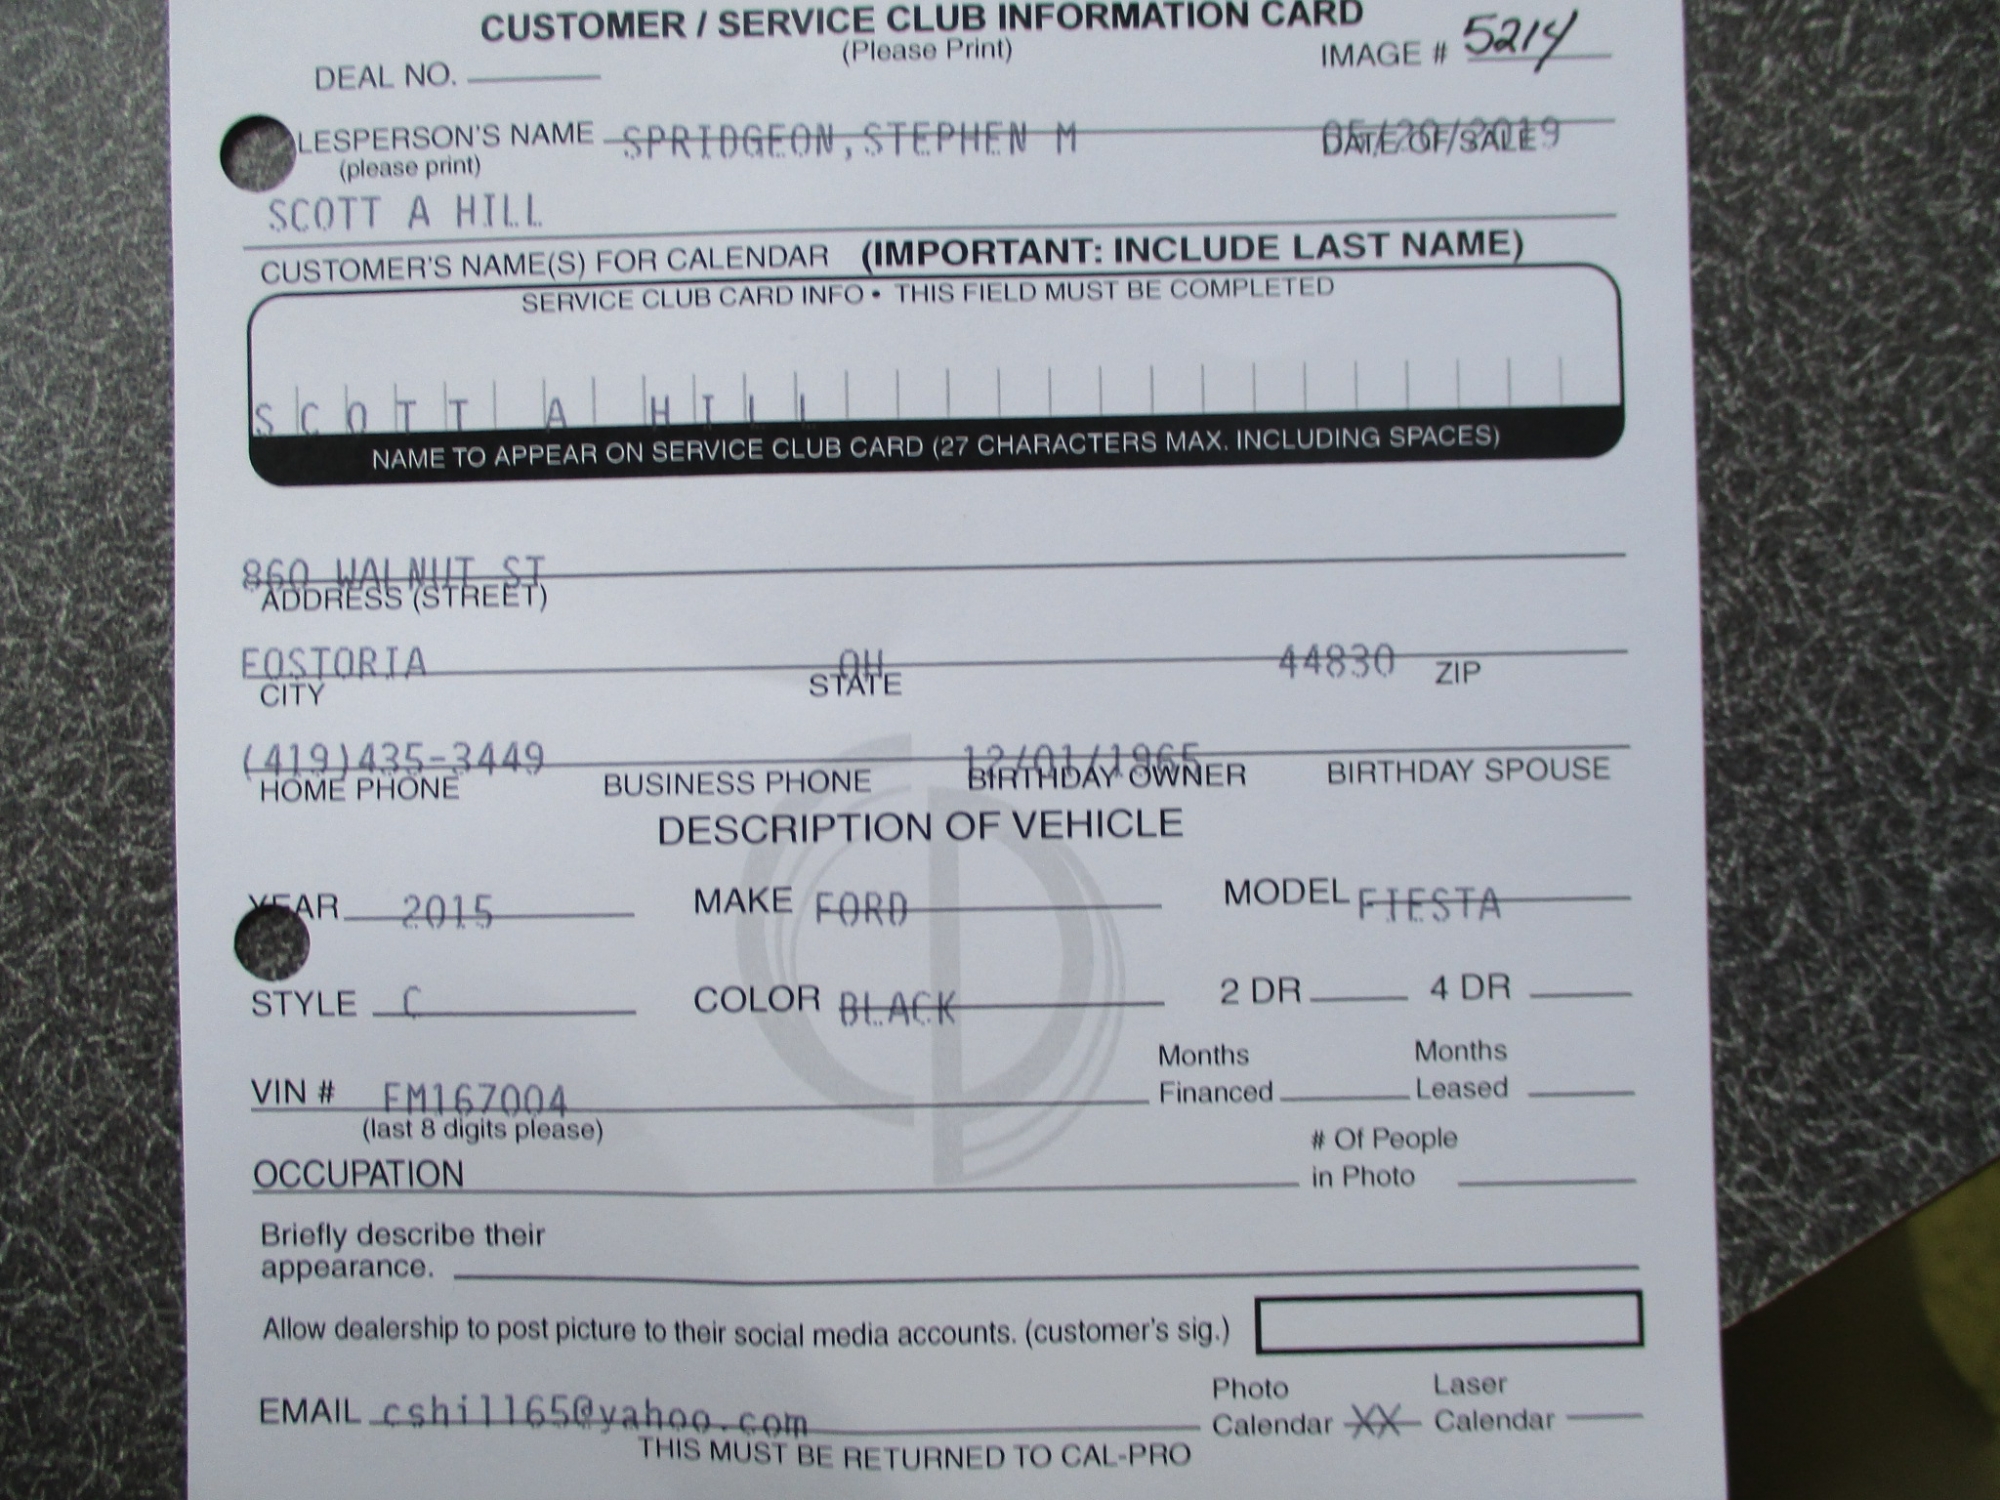 CUSTOMER / SERVICE CLUB INFORMATION CARD
(Please Print)
DEAL NO. IMAGE # 5214
LESPERSON'S NAME SPRIDGEON,STEPHEN M DATE OF SALE
(please print)
SCOTT A HILL
CUSTOMER'S NAME(S) FOR CALENDAR (IMPORTANT: INCLUDE LAST NAME)
SERVICE CLUB CARD INFO • THIS FIELD MUST BE COMPLETED
SCOTT A HILL
NAME TO APPEAR ON SERVICE CLUB CARD (27 CHARACTERS MAX. INCLUDING SPACES)
860 WALNUT ST
ADDRESS (STREET)
FOSTORIA OH 44830 ZIP
CITY STATE
(419)435-3449 12/01/1965
HOME PHONE BUSINESS PHONE BIRTHDAY OWNER BIRTHDAY SPOUSE
DESCRIPTION OF VEHICLE
YEAR 2015 MAKE FORD MODEL FIESTA
STYLE C COLOR BLACK 2 DR 4 DR
Months Months
VIN # FM167004 Financed Leased
(last 8 digits please)
# Of People
OCCUPATION in Photo
Briefly describe their
appearance.
Allow dealership to post picture to their social media accounts. (customer's sig.)
Photo Laser
EMAIL cshill65@yahoo.com Calendar XX Calendar
THIS MUST BE RETURNED TO CAL-PRO